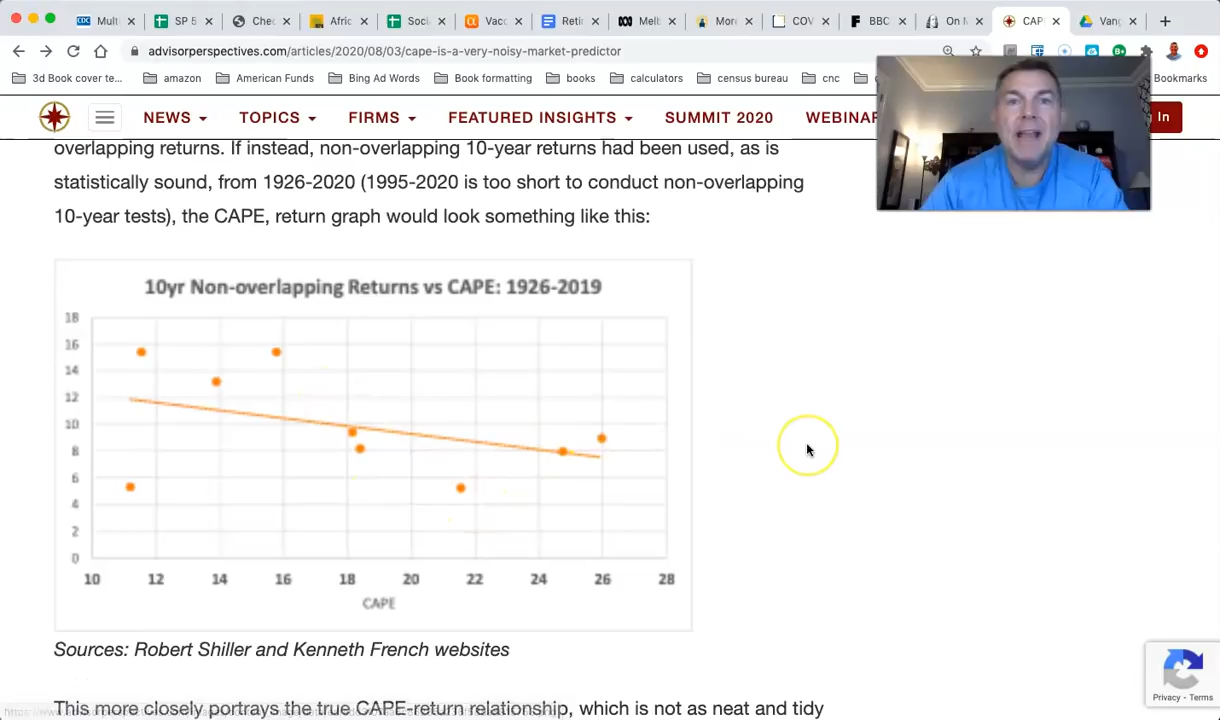 Mult
SP 5
Chec
Afric
Soci
Vacc
Retir
Melb
More
COV
BBC
On M
CAPE
Vang
advisorperspectives.com/articles/2020/08/03/cape-is-a-very-noisy-market-predictor
3d Book cover te...
amazon
American Funds
Bing Ad Words
Book formatting
books
calculators
census bureau
cnc
Bookmarks
NEWS
TOPICS
FIRMS
FEATURED INSIGHTS
SUMMIT 2020
WEBINAR
In
overlapping returns. If instead, non-overlapping 10-year returns had been used, as is
statistically sound, from 1926-2020 (1995-2020 is too short to conduct non-overlapping
10-year tests), the CAPE, return graph would look something like this:
10yr Non-overlapping Returns vs CAPE: 1926-2019
18
16
14
12
10
8
6
4
2
0
10 12 14 16 18 20 22 24 26 28
CAPE
Sources: Robert Shiller and Kenneth French websites
Privacy - Terms
This more closely portrays the true CAPE-return relationship, which is not as neat and tidy